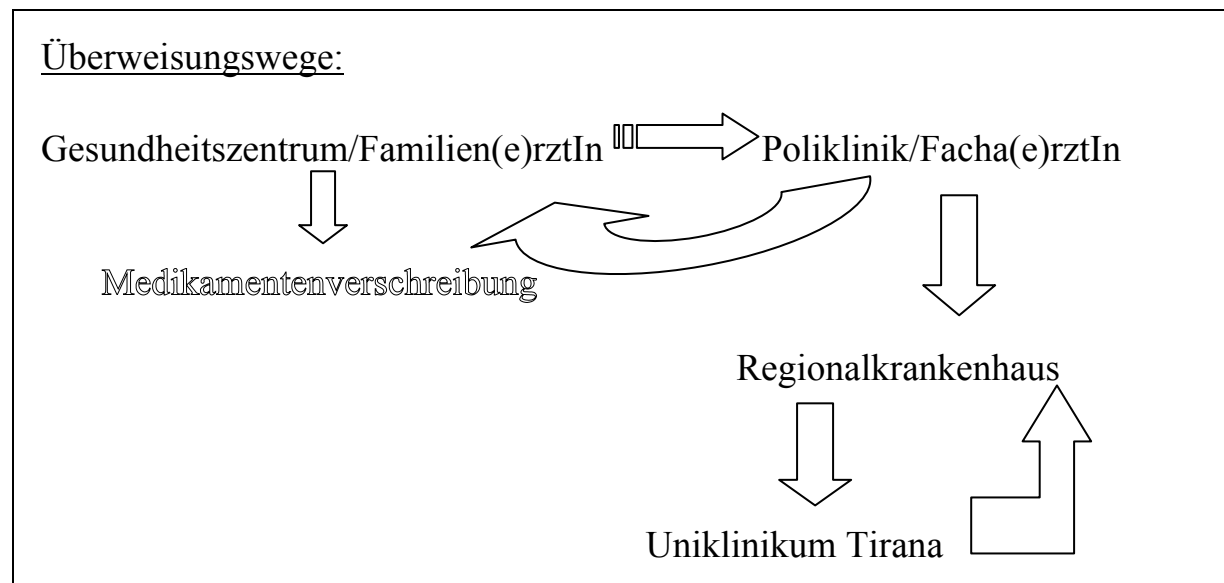 Überweisungswege:
Gesundheitszentrum/Familien(e)rztIn Poliklinik/Facha(e)rztIn
Medikamentenverschreibung
Regionalkrankenhaus
Uniklinikum Tirana